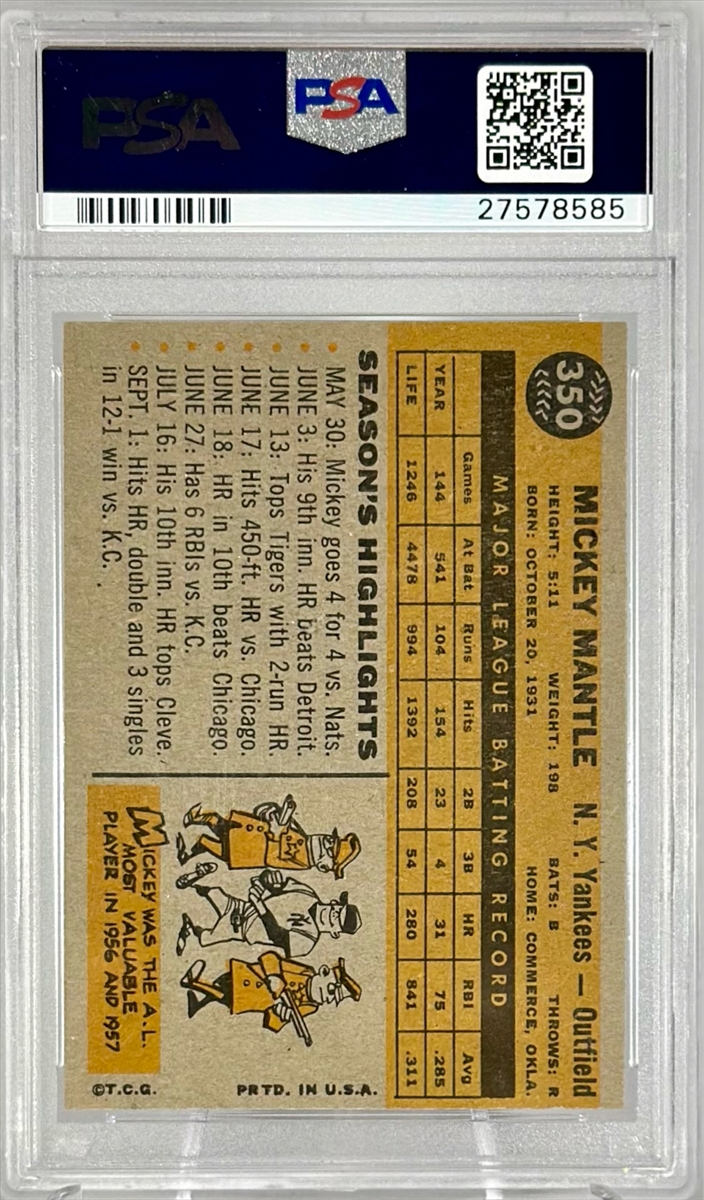 PSA
PSA
27578585
350
MICKEY MANTLE N. Y. Yankees — Outfield
HEIGHT: 5:11 WEIGHT: 198 BATS: B THROWS: R
BORN: OCTOBER 20, 1931 HOME: COMMERCE, OKLA.
MAJOR LEAGUE BATTING RECORD
Games At Bat Runs Hits 2B 3B HR RBI Avg
YEAR 144 541 104 154 23 4 31 75 .285
LIFE 1246 4478 994 1392 208 54 280 841 .311
SEASON'S HIGHLIGHTS
• MAY 30: Mickey goes 4 for 4 vs. Nats.
• JUNE 3: His 9th inn. HR beats Detroit.
• JUNE 13: Tops Tigers with 2-run HR.
• JUNE 17: Hits 450-ft. HR vs. Chicago.
• JUNE 18: HR in 10th beats Chicago.
• JUNE 27: Has 6 RBIs vs. K.C.
• JULY 16: His 10th inn. HR tops Cleve.
• SEPT. 1: Hits HR, double and 3 singles
in 12-1 win vs. K.C.
NY
MICKEY WAS THE A.L.
MOST VALUABLE
PLAYER IN 1956 AND 1957
©T.C.G. PRTD. IN U.S.A.